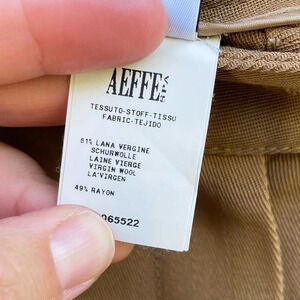 AEFFE SPA
TESSUTO-STOFF-TISSU
FABRIC-TEJIDO
51% LANA VERGINE
SCHURWOLLE
LAINE VIERGE
VIRGIN WOOL
LA'VIRGEN
49% RAYON
065522